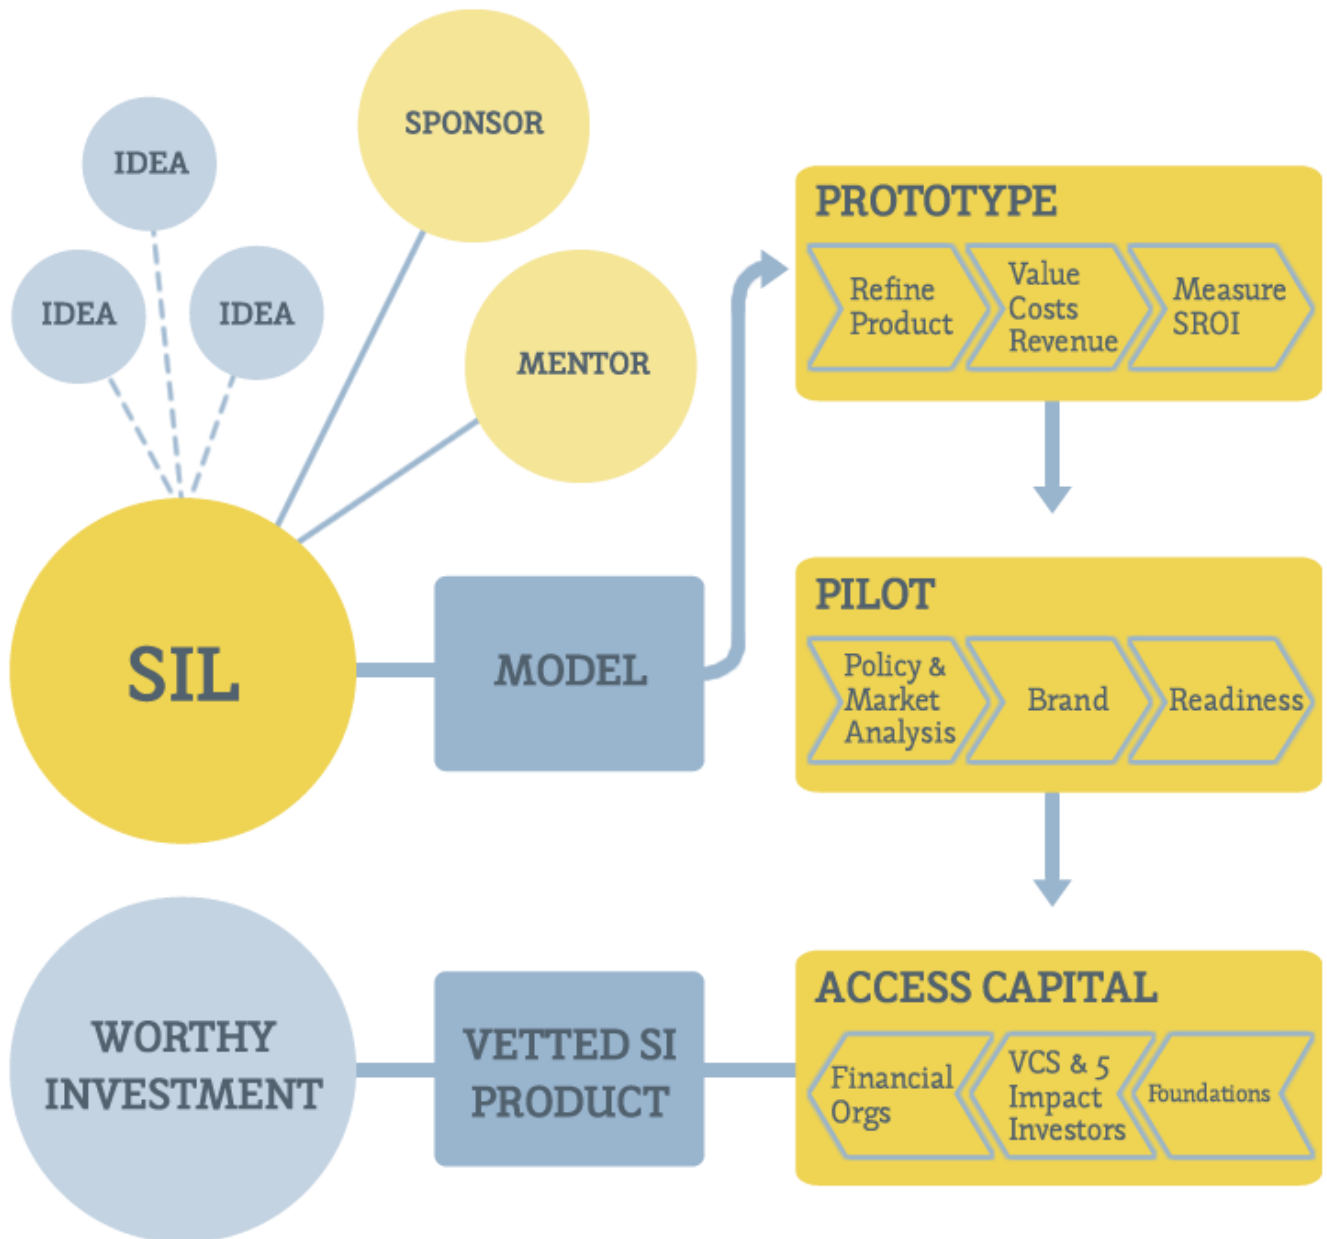 SPONSOR
IDEA
IDEA
IDEA
MENTOR
SIL
MODEL
PROTOTYPE
Refine
Product
Value
Costs
Revenue
Measure
SROI
PILOT
Policy &
Market
Analysis
Brand
Readiness
ACCESS CAPITAL
Financial
Orgs
VCS & 5
Impact
Investors
Foundations
VETTED SI
PRODUCT
WORTHY
INVESTMENT